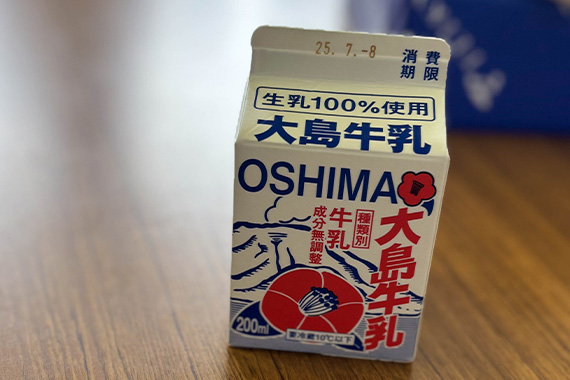 25.7.-8
消費
期限
生乳100%使用
大島牛乳
OSHIMA
大島牛乳
種類別
牛乳
成分無調整
200ml
要冷蔵10℃以下